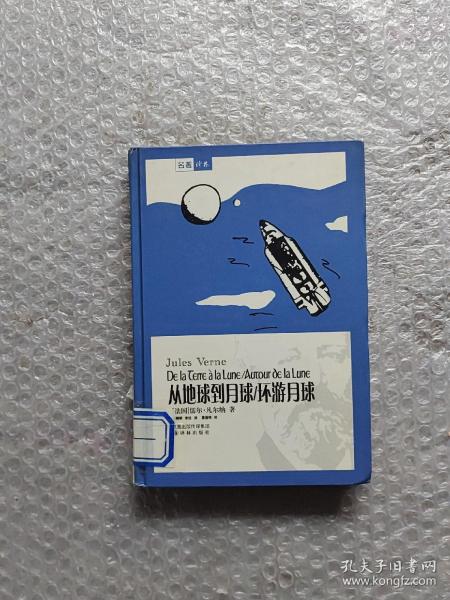 名著译林
Jules Verne
De la Terre à la Lune/Autour de la Lune
从地球到月球/环游月球
[法国]儒尔·凡尔纳 著
译林出版社
孔夫子旧书网
www.kongfz.com